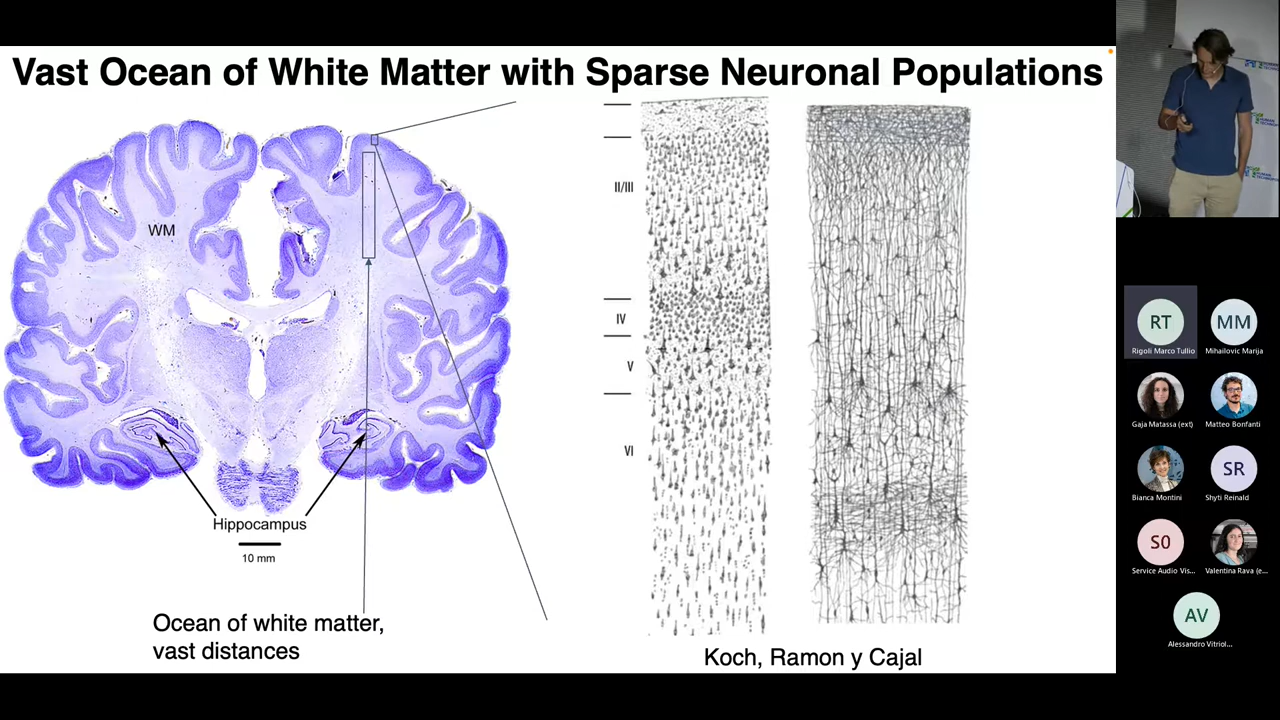 Vast Ocean of White Matter with Sparse Neuronal Populations
WM
Hippocampus
10 mm
Ocean of white matter,
vast distances
II/III
IV
V
VI
Koch, Ramon y Cajal
HUMAN
TECHNOPOLE
RT
Rigoli Marco Tullio
MM
Mihailovic Marija
Gaja Matassa (ext)
Matteo Bonfanti
Bianca Montini
SR
Shyti Reinald
S0
Service Audio Vis...
Valentina Rava (e...
AV
Alessandro Vitriol...